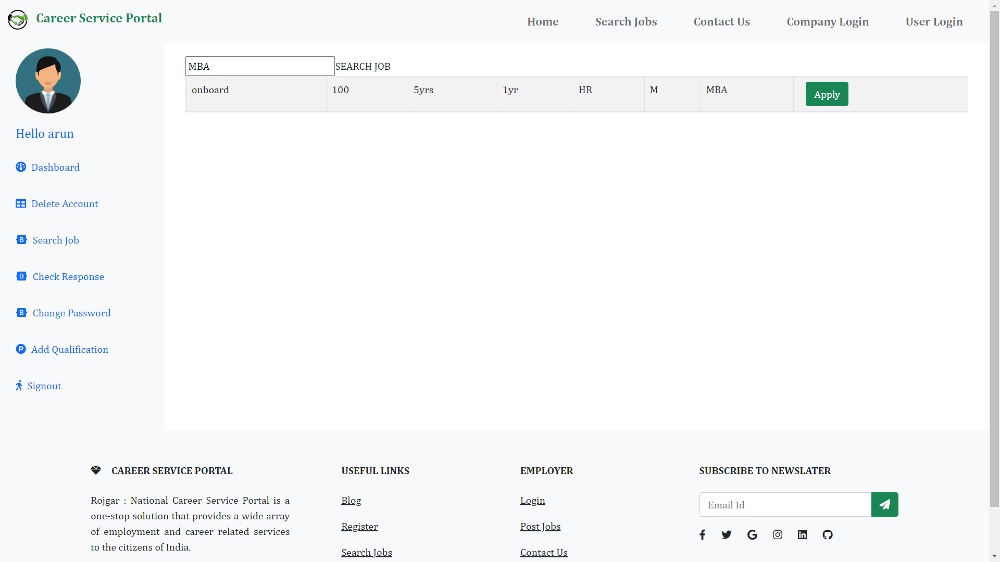 Career Service Portal
Home Search Jobs Contact Us Company Login User Login
Hello arun
Dashboard
Delete Account
Search Job
Check Response
Change Password
Add Qualification
Signout
MBA SEARCH JOB
onboard 100 5yrs 1yr HR M MBA Apply
CAREER SERVICE PORTAL
Rojgar : National Career Service Portal is a
one-stop solution that provides a wide array
of employment and career related services
to the citizens of India.
USEFUL LINKS
Blog
Register
Search Jobs
EMPLOYER
Login
Post Jobs
Contact Us
SUBSCRIBE TO NEWSLATER
Email Id